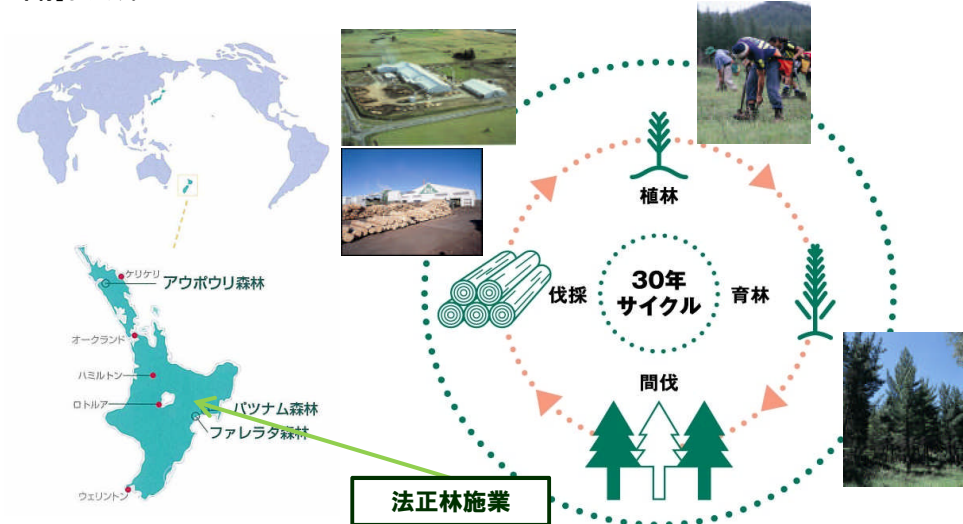 ケリケリ
アウポウリ森林
オークランド
ハミルトン
ロトルア
パツナム森林
ファレラタ森林
ウェリントン
植林
伐採
30年
サイクル
育林
間伐
法正林施業